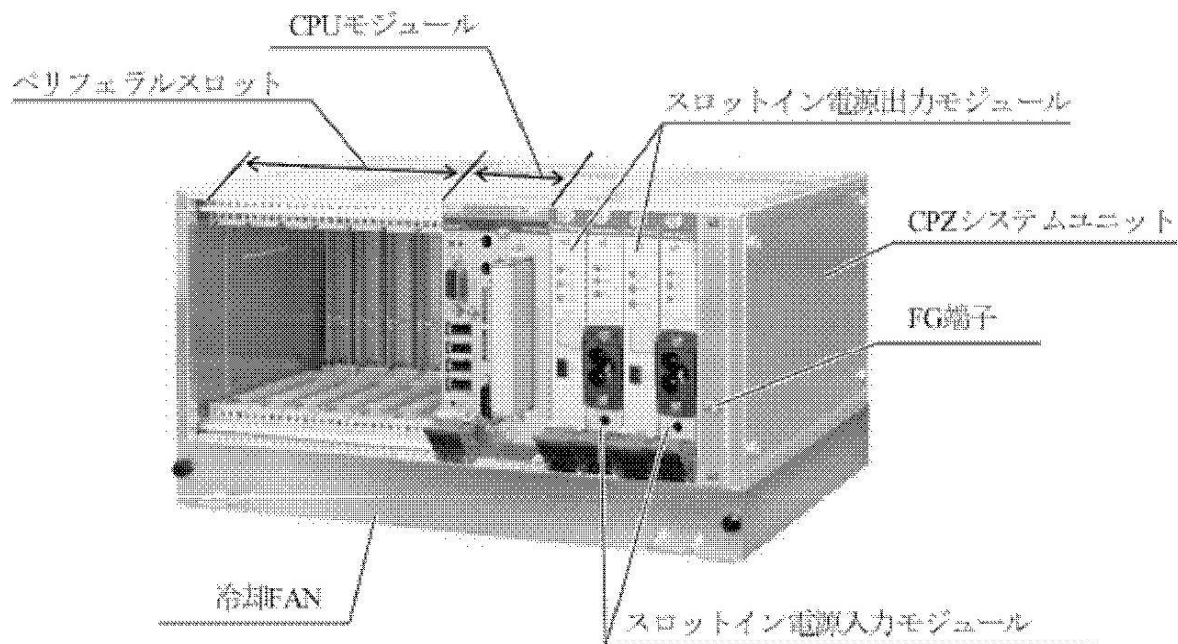 CPUモジュール
ペリフェラルスロット
スロットイン電源出力モジュール
CPZシステムユニット
FG端子
冷却FAN
スロットイン電源入力モジュール